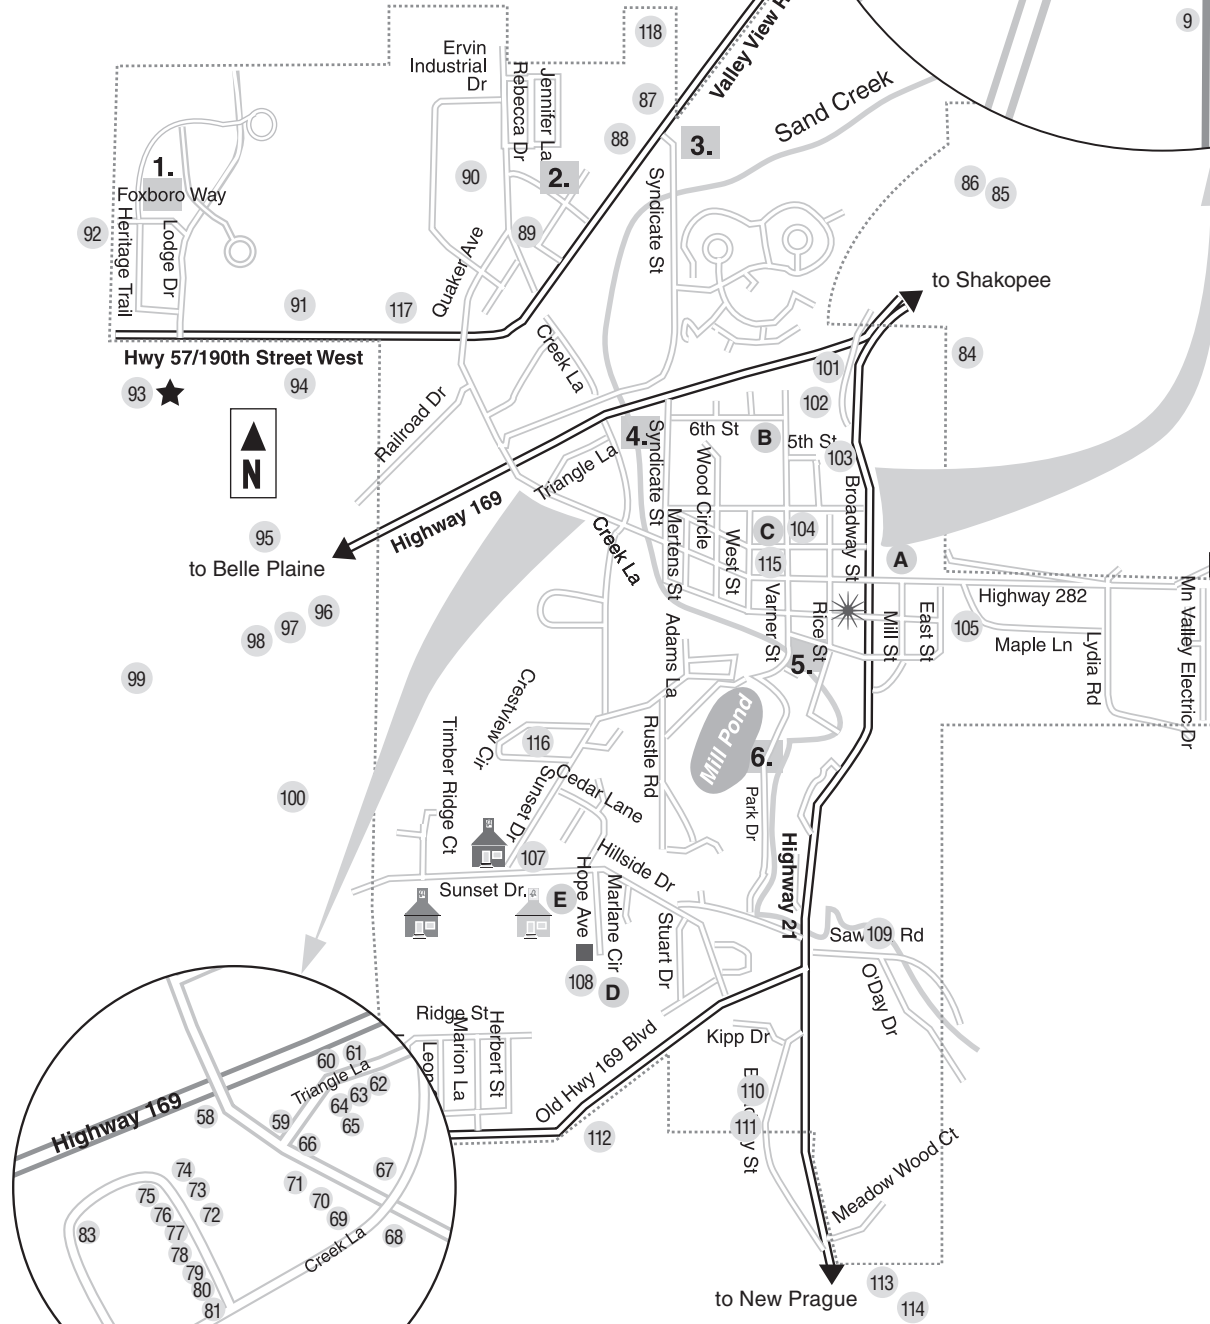 118
9
Valley View
Ervin
Industrial
Dr
Rebecca Dr
Jennifer La
87
88
Sand Creek
3.
1.
90
2.
Foxboro Way
86
85
92
Heritage Trail
Lodge Dr
Quaker Ave
89
Syndicate St
to Shakopee
91
117
Hwy 57/190th Street West
Creek La
84
93
94
101
102
N
Railroad Dr
4.
6th St
B
5th St
103
Triangle La
Syndicate St
Wood Circle
Broadway St
Highway 169
95
to Belle Plaine
Creek La
Mertens St
West St
C
104
115
A
Highway 282
Mn Valley Electric Dr
96
97
98
Varner St
Rice St
Mill St
East St
105
Maple Ln
Lydia Rd
99
Adams La
5.
Crestview Cir
116
Timber Ridge Ct
Rustle Rd
Mill Pond
6.
100
Sunset Dr
Cedar Lane
Park Dr
107
Hillside Dr
Highway 21
Sunset Dr.
E
Hope Ave
Marlane Cir
Stuart Dr
109
Rd
108
D
O'Day Dr
Ridge St
Marion La
Herbert St
Old Hwy 169 Blvd
Kipp Dr
110
111
112
Meadow Wood Ct
to New Prague
113
114
60
61
Triangle La
62
63
64
65
Highway 169
58
59
66
67
74
73
72
71
70
69
68
75
76
77
78
79
80
81
83
Creek La